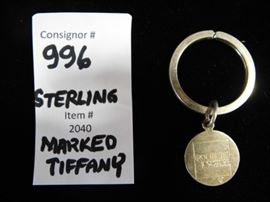 Consignor #
996
STERLING
Item #
2040
MARKED
TIFFANY